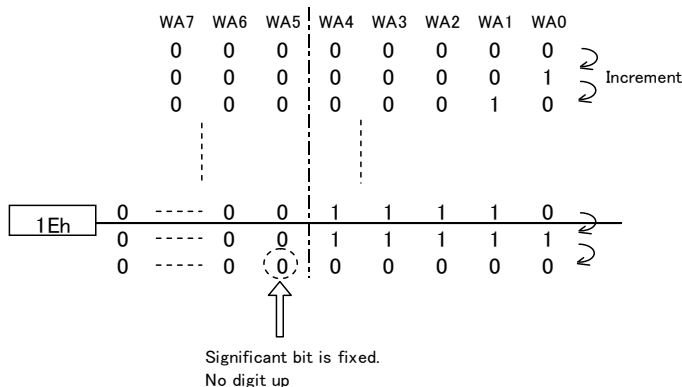 WA7 WA6 WA5 WA4 WA3 WA2 WA1 WA0
0 0 0 0 0 0 0 0
0 0 0 0 0 0 0 1 Increment
0 0 0 0 0 0 1 0
0 ----- 0 0 1 1 1 1 0
1Eh
0 ----- 0 0 1 1 1 1 1
0 ----- 0 0 0 0 0 0 0
Significant bit is fixed.
No digit up